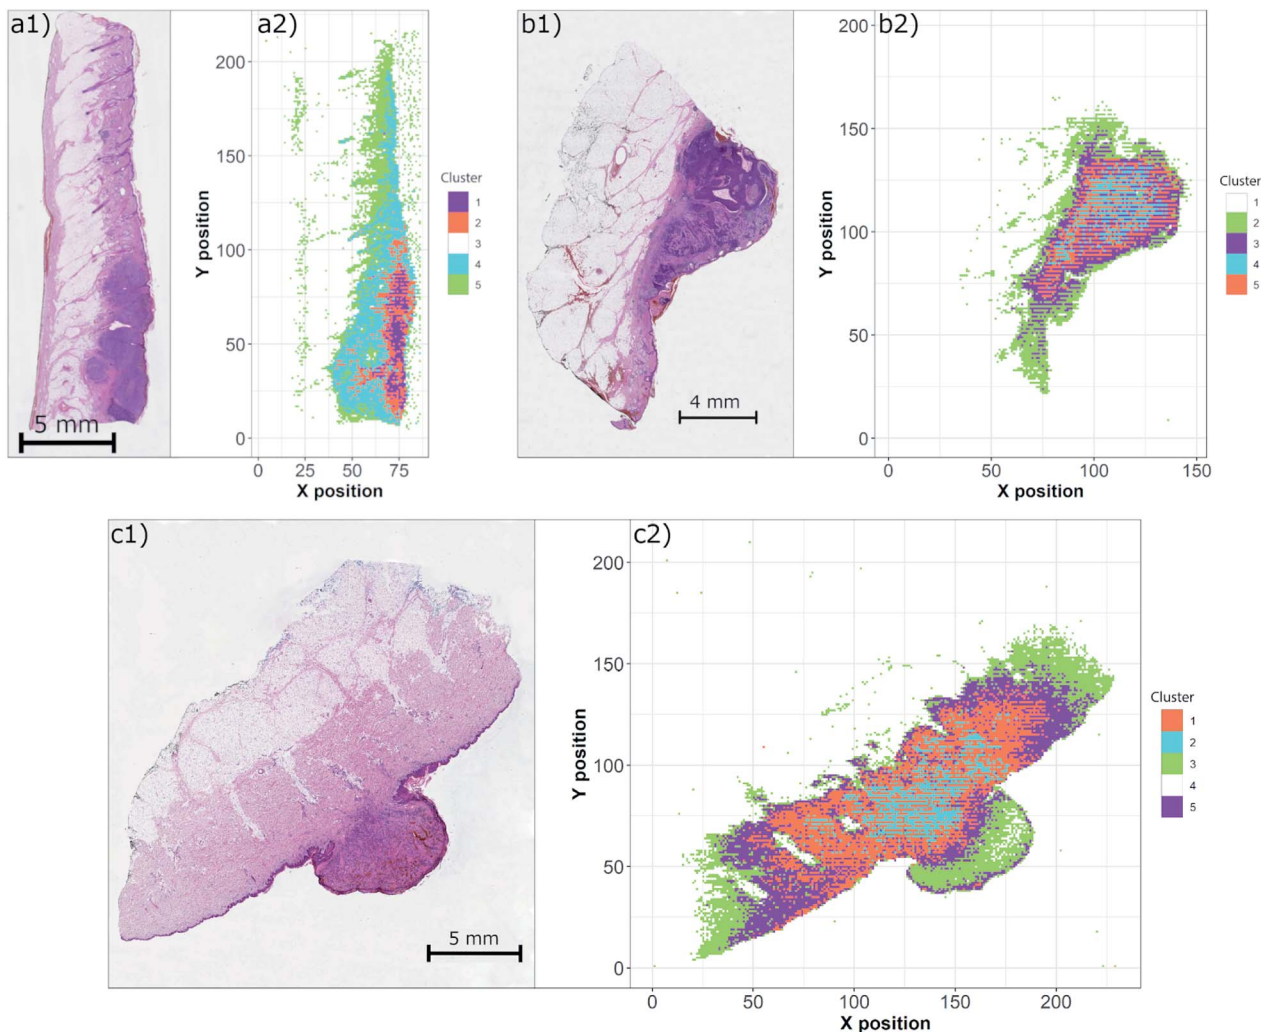 a1)
5 mm
a2)
Y position
200
150
100
50
0
0 25 50 75
X position
Cluster
1
2
3
4
5
b1)
4 mm
b2)
Y position
200
150
100
50
0
0 50 100 150
X position
Cluster
1
2
3
4
5
c1)
5 mm
c2)
Y position
200
150
100
50
0
0 50 100 150 200
X position
Cluster
1
2
3
4
5